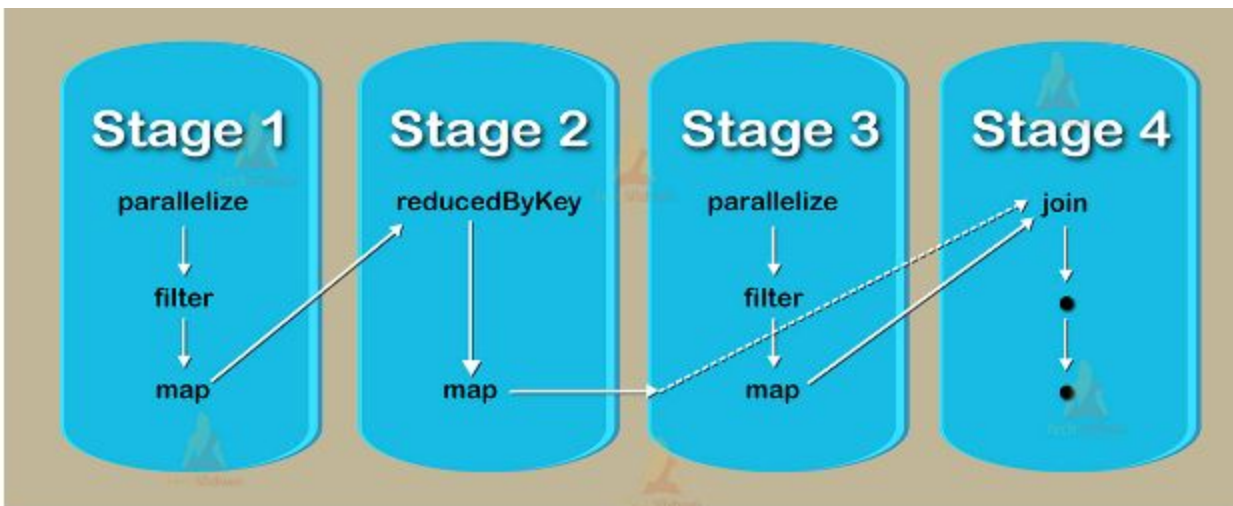 Stage 1
parallelize
filter
map
Stage 2
reducedByKey
map
Stage 3
parallelize
filter
map
Stage 4
join